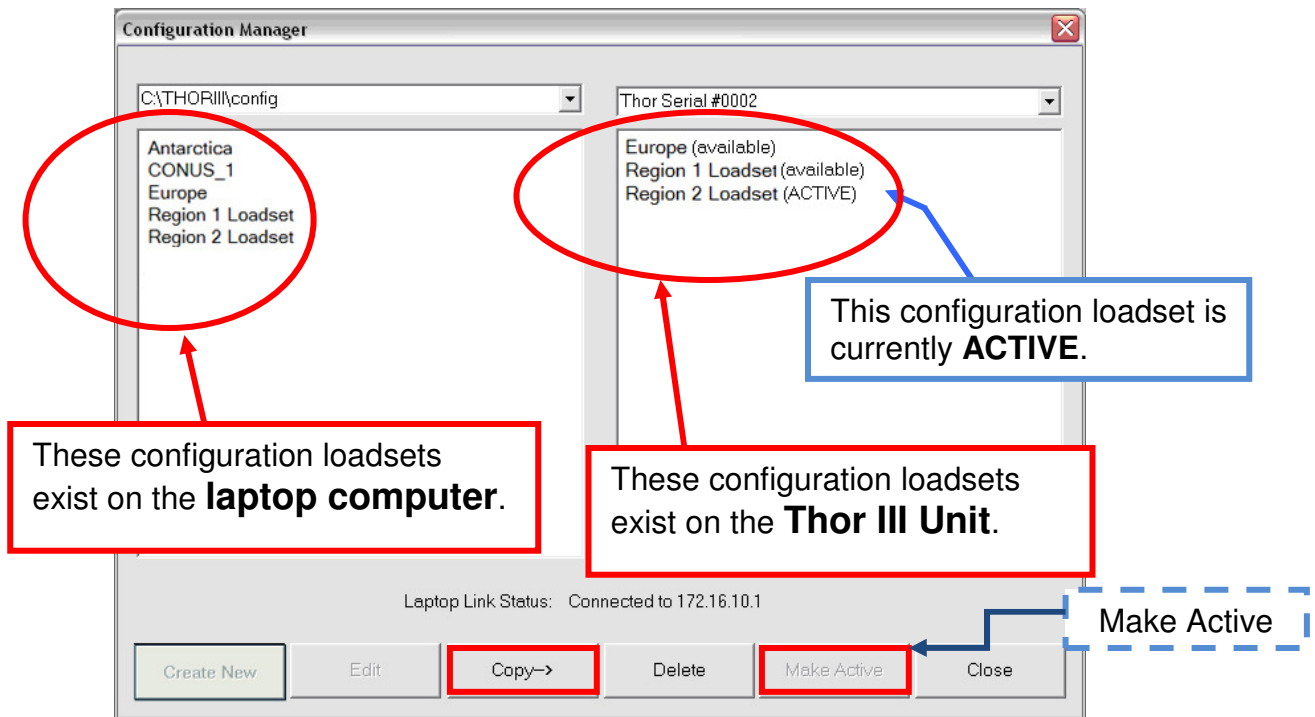 Configuration Manager
C:\THORIII\config
Thor Serial #0002
Antarctica
CONUS_1
Europe
Region 1 Loadset
Region 2 Loadset
Europe (available)
Region 1 Loadset (available)
Region 2 Loadset (ACTIVE)
This configuration loadset is
currently ACTIVE.
These configuration loadsets
exist on the laptop computer.
These configuration loadsets
exist on the Thor III Unit.
Laptop Link Status: Connected to 172.16.10.1
Make Active
Create New
Edit
Copy-->
Delete
Make Active
Close